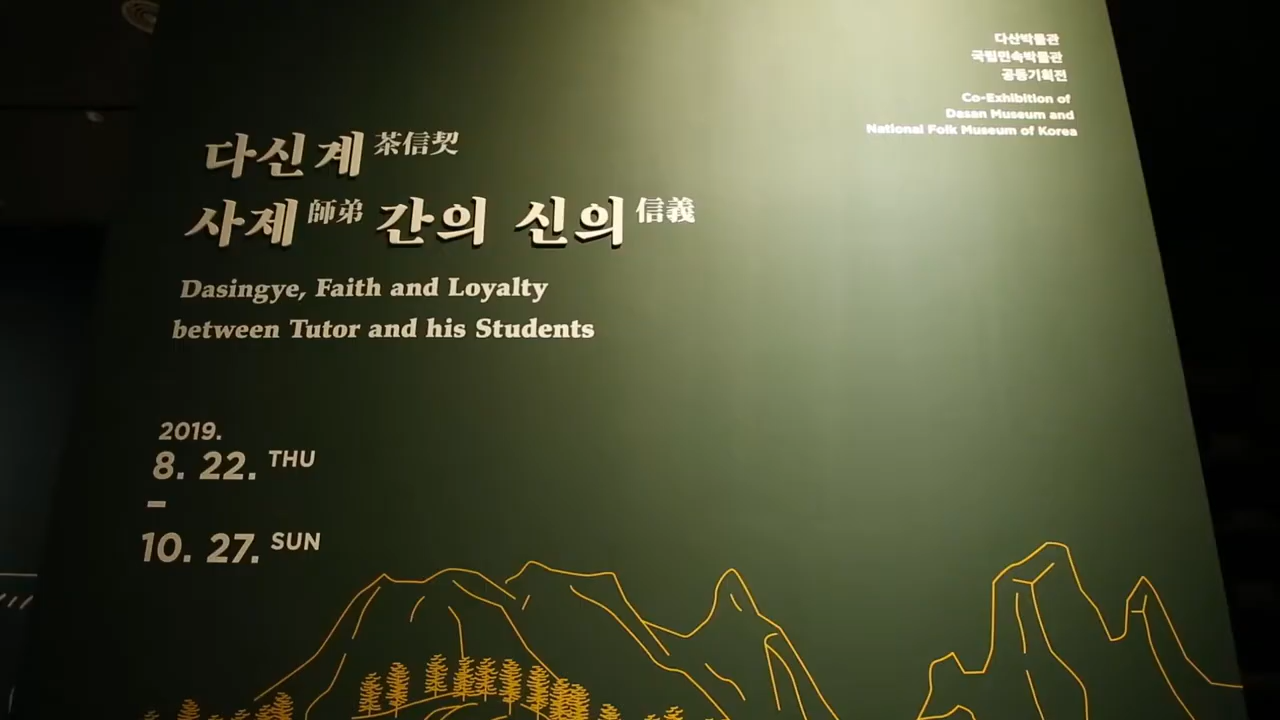 다산박물관
국립민속박물관
공동기획전
Co-Exhibition of
Dasan Museum and
National Folk Museum of Korea
다신계 茶信契
사제 師弟 간의 신의 信義
Dasingye, Faith and Loyalty
between Tutor and his Students
2019.
8. 22. THU
–
10. 27. SUN